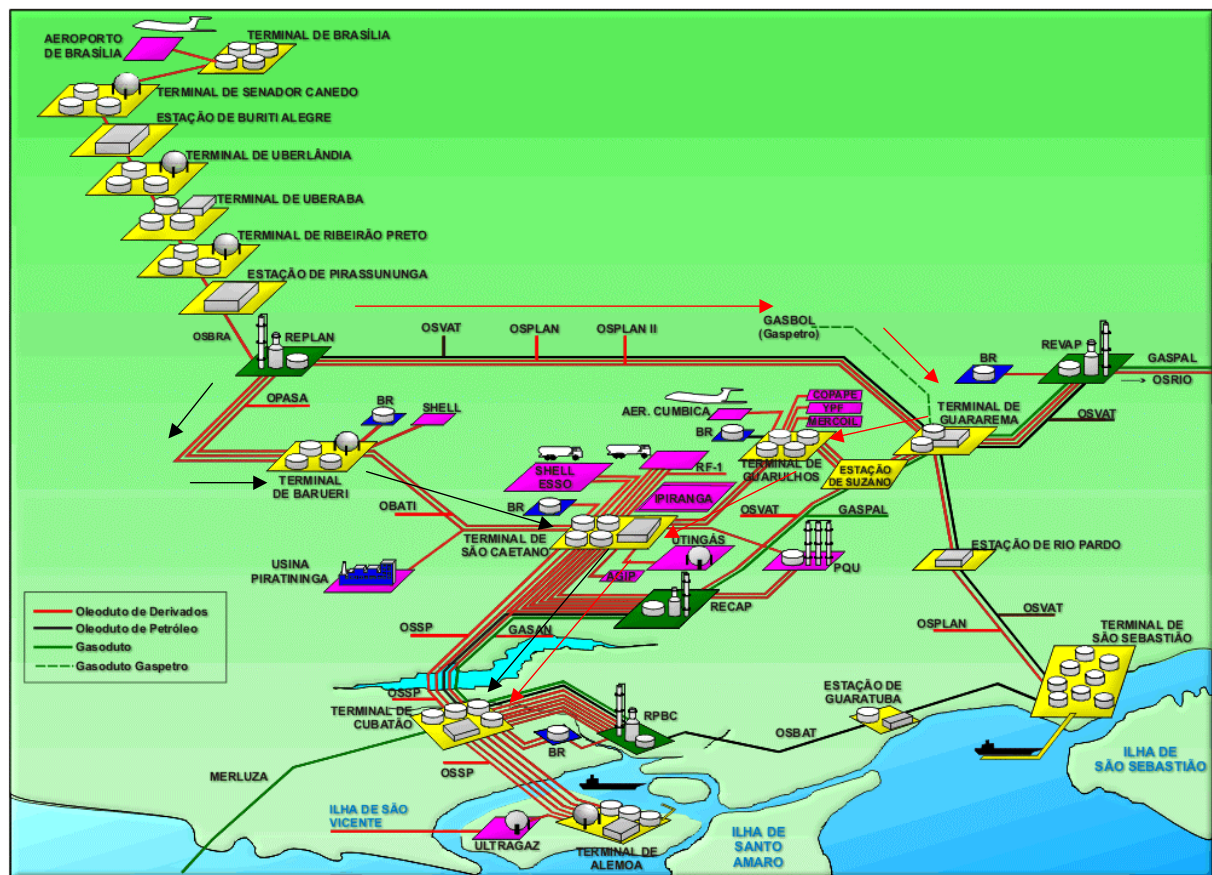 AEROPORTO
DE BRASÍLIA
TERMINAL DE BRASÍLIA
TERMINAL DE SENADOR CANEDO
ESTAÇÃO DE BURITI ALEGRE
TERMINAL DE UBERLÂNDIA
TERMINAL DE UBERABA
TERMINAL DE RIBEIRÃO PRETO
ESTAÇÃO DE PIRASSUNUNGA
OSBRA
REPLAN
OSVAT
OSPLAN
OSPLAN II
GASBOL
(Gaspetro)
REVAP
BR
GASPAL
OSRIO
OPASA
BR
SHELL
AER. CUMBICA
COPAPE
YPF
MERCOIL
BR
TERMINAL DE
GUARAREMA
OSVAT
TERMINAL
DE BARUERI
SHELL
ESSO
RF-1
TERMINAL DE
GUARULHOS
ESTAÇÃO
DE SUZANO
IPIRANGA
OBATI
BR
OSVAT
GASPAL
TERMINAL DE
SÃO CAETANO
UTINGÁS
ESTAÇÃO DE RIO PARDO
USINA
PIRATININGA
AGIP
PQU
RECAP
Oleoduto de Derivados
Oleoduto de Petróleo
Gasoduto
Gasoduto Gaspetro
OSSP
GASAN
OSVAT
OSPLAN
TERMINAL DE
SÃO SEBASTIÃO
OSSP
TERMINAL DE
CUBATÃO
RPBC
ESTAÇÃO DE
GUARATUBA
BR
OSBAT
OSSP
MERLUZA
ILHA DE
SÃO SEBASTIÃO
ILHA DE SÃO
VICENTE
ULTRAGAZ
TERMINAL DE
ALEMOA
ILHA DE
SANTO
AMARO